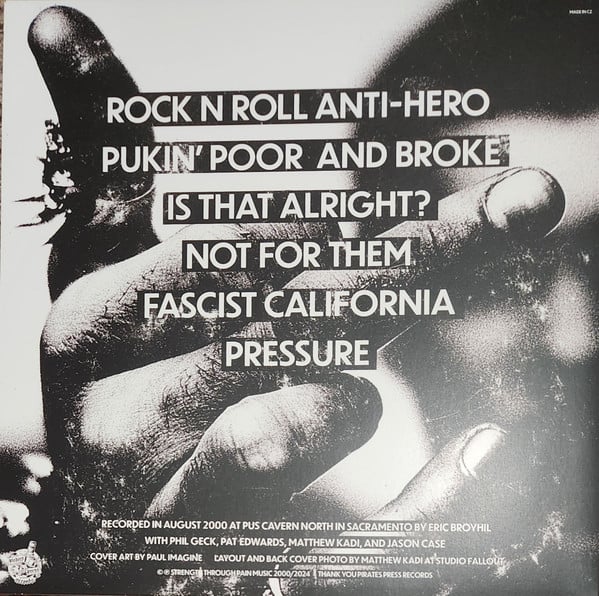 MADE IN CZ
ROCK N ROLL ANTI-HERO
PUKIN' POOR AND BROKE
IS THAT ALRIGHT?
NOT FOR THEM
FASCIST CALIFORNIA
PRESSURE
RECORDED IN AUGUST 2000 AT PUS CAVERN NORTH IN SACRAMENTO BY ERIC BROYHIL
WITH PHIL GECK, PAT EDWARDS, MATTHEW KADI, AND JASON CASE
COVER ART BY PAUL IMAGINE LAYOUT AND BACK COVER PHOTO BY MATTHEW KADI AT STUDIO FALLOUT
© ℗ STRENGTH THROUGH PAIN MUSIC 2000/2024 | THANK YOU PIRATES PRESS RECORDS